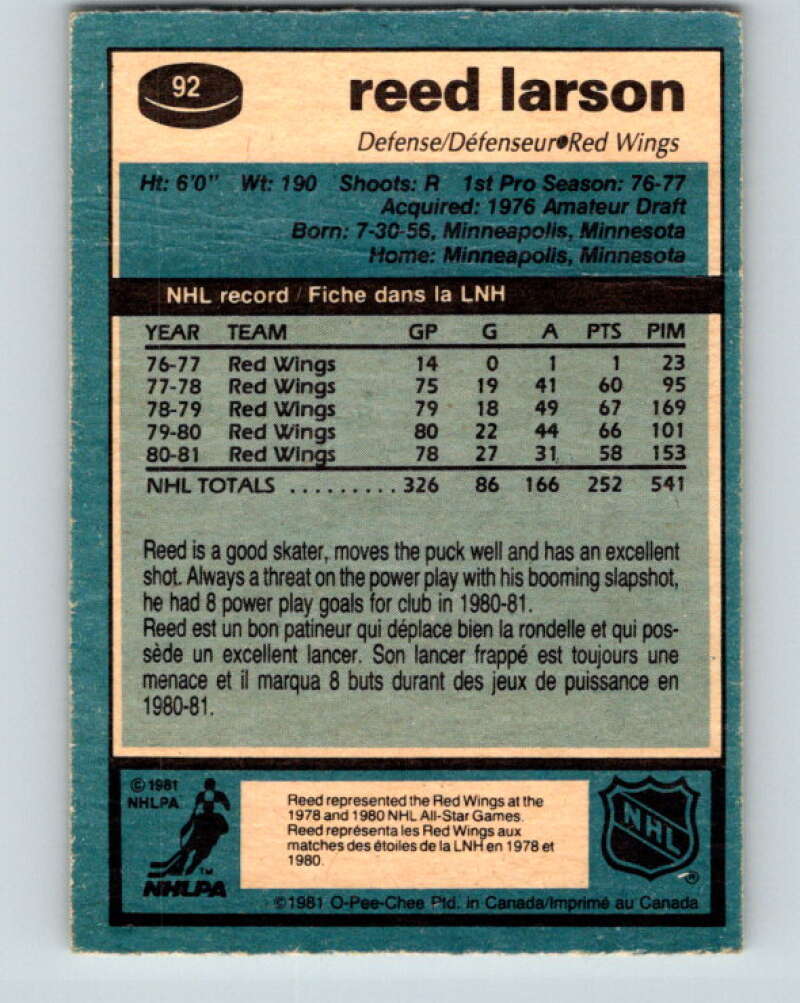 92
reed larson
Defense/Défenseur●Red Wings
Ht: 6'0" Wt: 190 Shoots: R 1st Pro Season: 76-77
Acquired: 1976 Amateur Draft
Born: 7-30-56, Minneapolis, Minnesota
Home: Minneapolis, Minnesota
NHL record / Fiche dans la LNH
YEAR TEAM GP G A PTS PIM
76-77 Red Wings 14 0 1 1 23
77-78 Red Wings 75 19 41 60 95
78-79 Red Wings 79 18 49 67 169
79-80 Red Wings 80 22 44 66 101
80-81 Red Wings 78 27 31 58 153
NHL TOTALS .......... 326 86 166 252 541
Reed is a good skater, moves the puck well and has an excellent
shot. Always a threat on the power play with his booming slapshot,
he had 8 power play goals for club in 1980-81.
Reed est un bon patineur qui déplace bien la rondelle et qui pos-
sède un excellent lancer. Son lancer frappé est toujours une
menace et il marqua 8 buts durant des jeux de puissance en
1980-81.
© 1981
NHLPA
TM
NHLPA
Reed represented the Red Wings at the
1978 and 1980 NHL All-Star Games.
Reed représenta les Red Wings aux
matches des étoiles de la LNH en 1978 et
1980.
NHL
®
©1981 O-Pee-Chee Ptd. in Canada/Imprimé au Canada